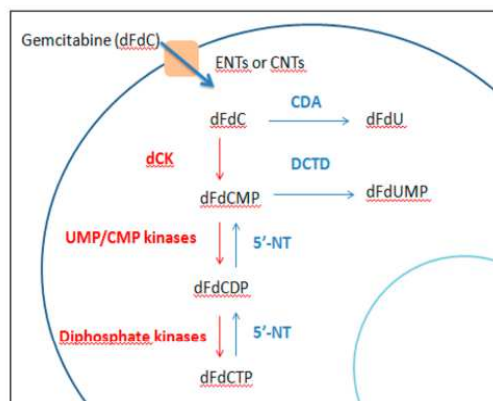 Gemcitabine (dFdC)
ENTs or CNTs
CDA
dFdC
dFdU
dCK
DCTD
dFdCMP
dFdUMP
UMP/CMP kinases
5′-NT
dFdCDP
Diphosphate kinases
5′-NT
dFdCTP